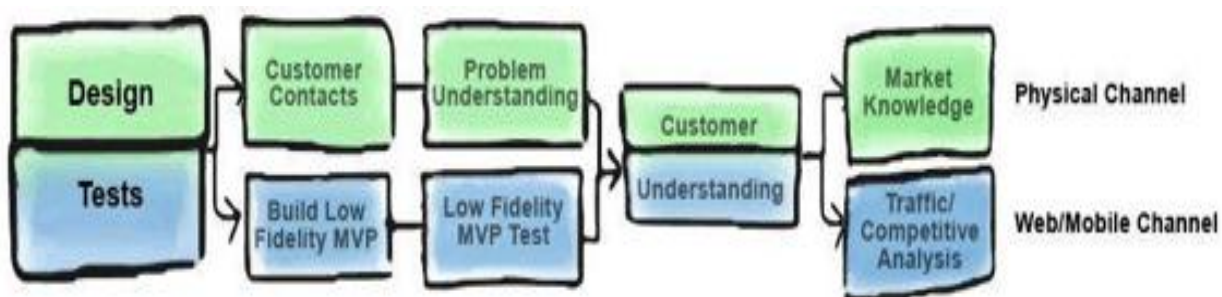 Design
Tests
Customer
Contacts
Problem
Understanding
Build Low
Fidelity MVP
Low Fidelity
MVP Test
Customer
Understanding
Market
Knowledge
Physical Channel
Traffic/
Competitive
Analysis
Web/Mobile Channel